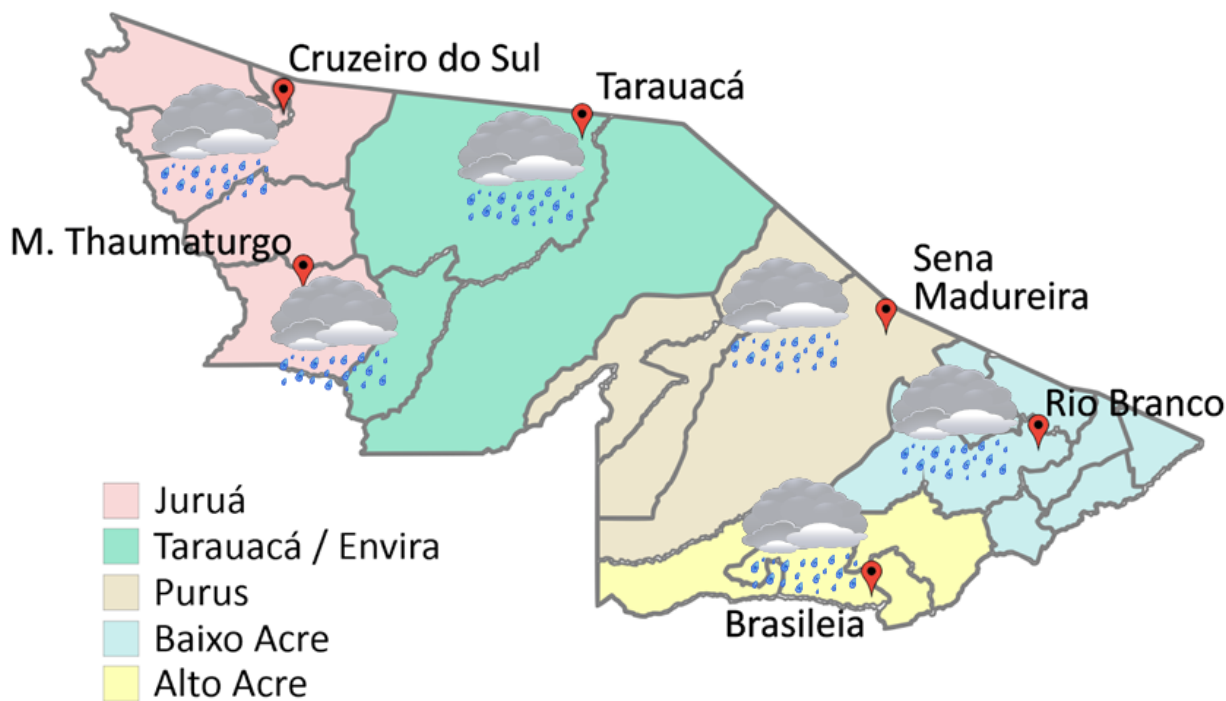 Cruzeiro do Sul
Tarauacá
M. Thaumaturgo
Sena
Madureira
Rio Branco
Brasileia
Juruá
Tarauacá / Envira
Purus
Baixo Acre
Alto Acre